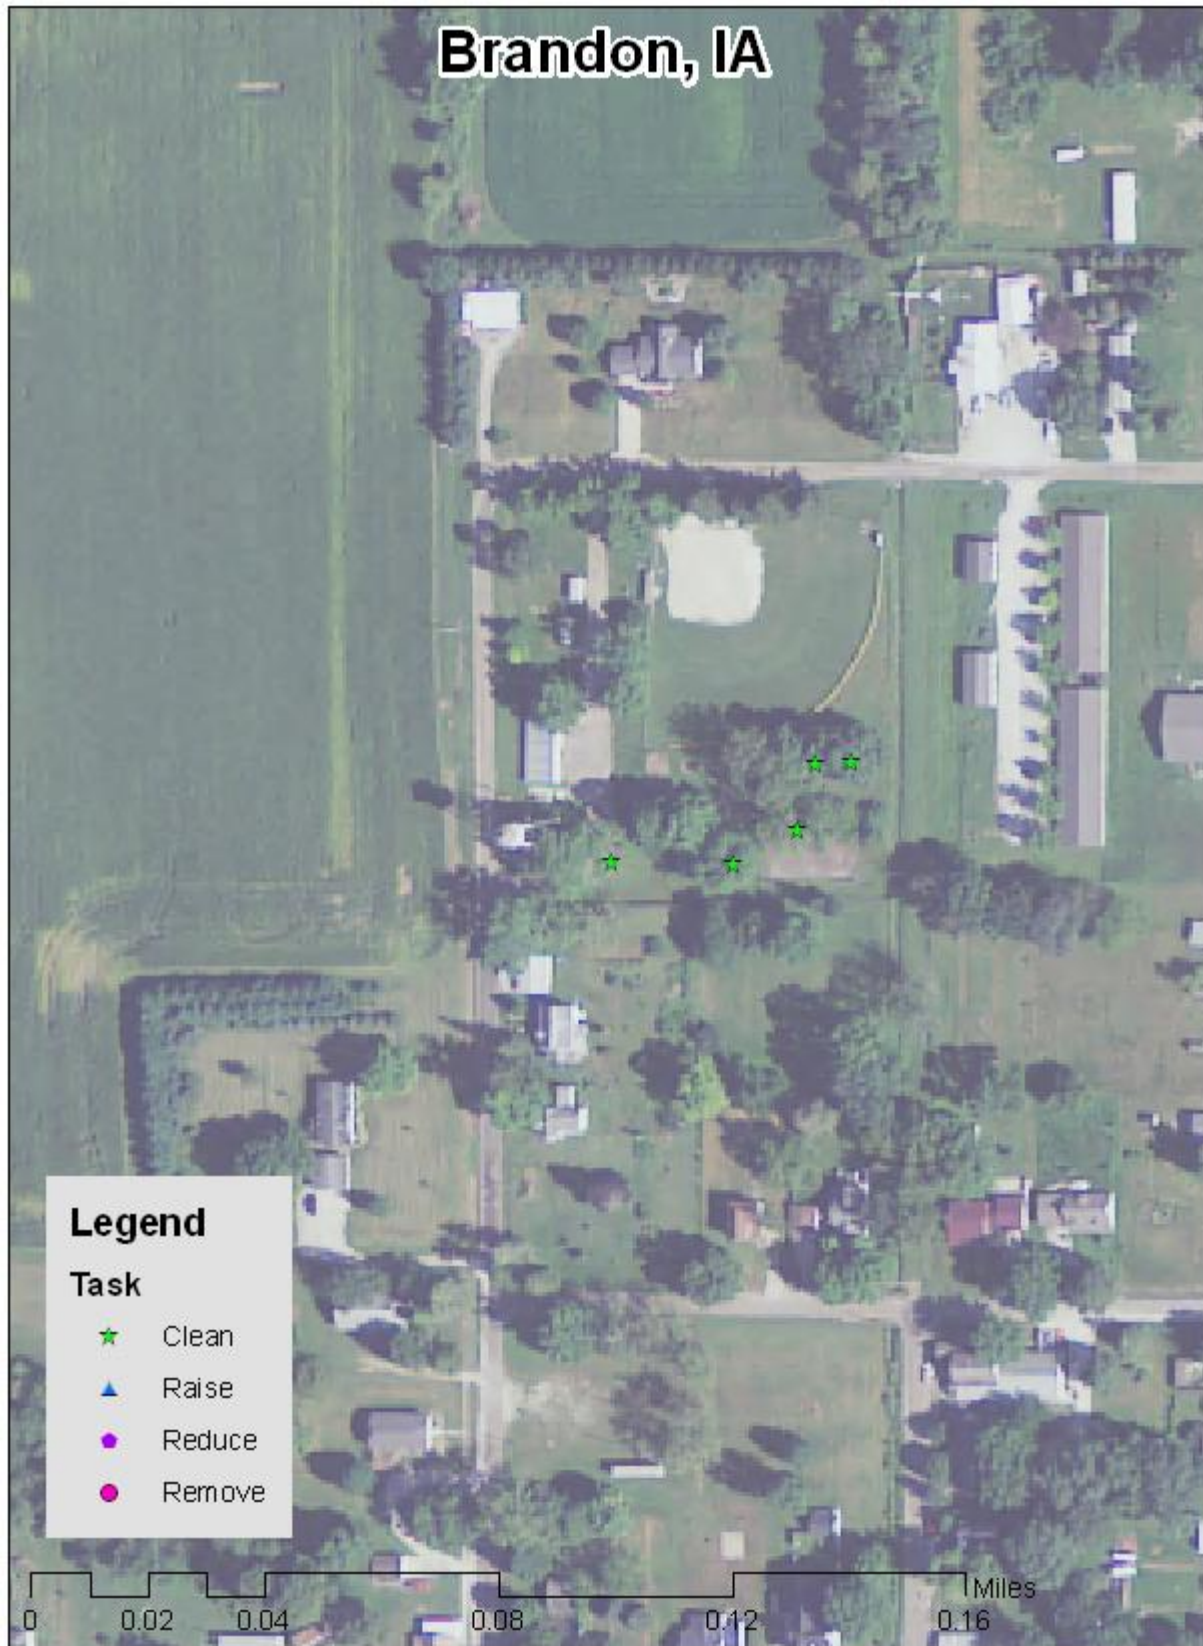 Brandon, IA
Legend
Task
Clean
Raise
Reduce
Remove
Miles
0 0.02 0.04 0.08 0.12 0.16